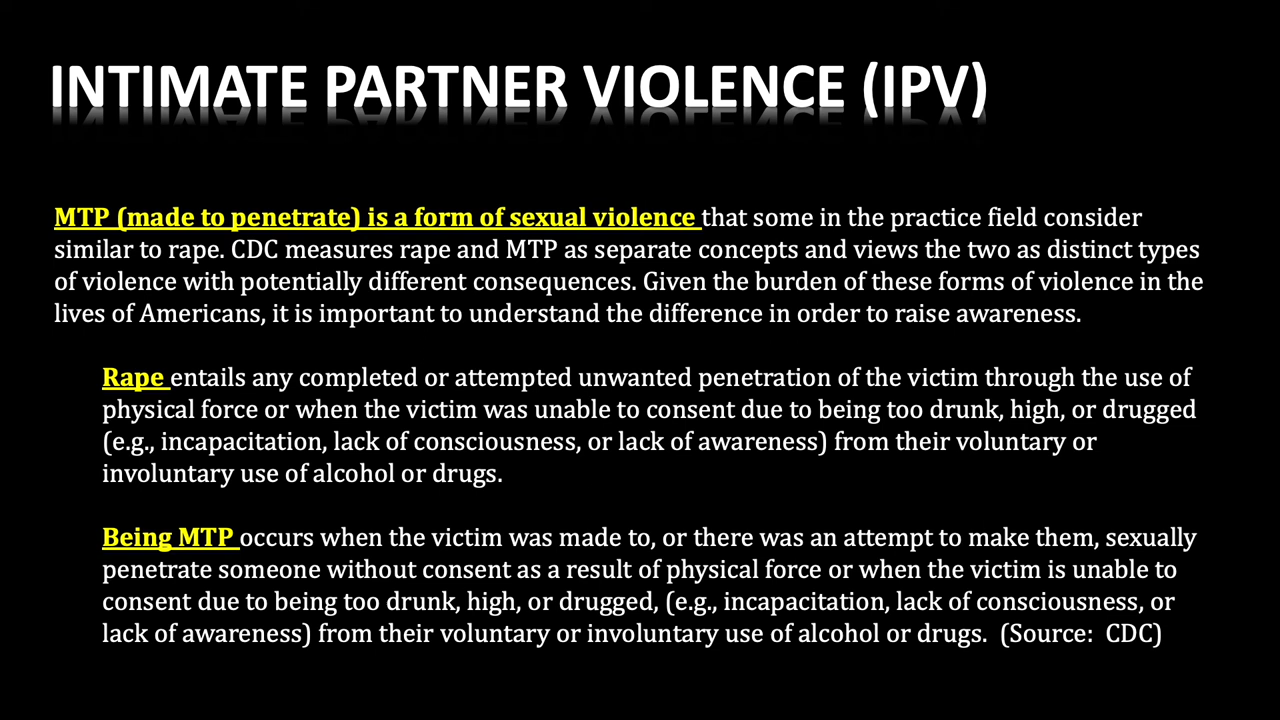 INTIMATE PARTNER VIOLENCE (IPV)
MTP (made to penetrate) is a form of sexual violence that some in the practice field consider
similar to rape. CDC measures rape and MTP as separate concepts and views the two as distinct types
of violence with potentially different consequences. Given the burden of these forms of violence in the
lives of Americans, it is important to understand the difference in order to raise awareness.
Rape entails any completed or attempted unwanted penetration of the victim through the use of
physical force or when the victim was unable to consent due to being too drunk, high, or drugged
(e.g., incapacitation, lack of consciousness, or lack of awareness) from their voluntary or
involuntary use of alcohol or drugs.
Being MTP occurs when the victim was made to, or there was an attempt to make them, sexually
penetrate someone without consent as a result of physical force or when the victim is unable to
consent due to being too drunk, high, or drugged, (e.g., incapacitation, lack of consciousness, or
lack of awareness) from their voluntary or involuntary use of alcohol or drugs.  (Source:  CDC)